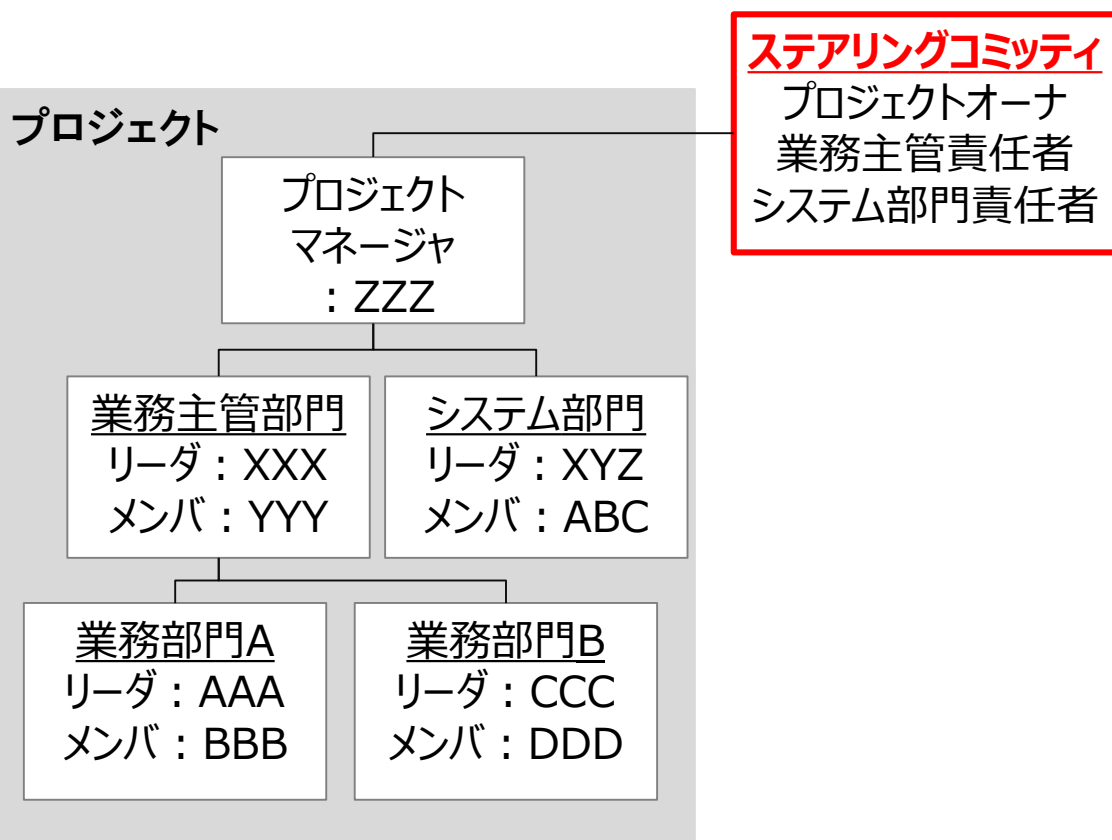 ステアリングコミッティ
プロジェクトオーナ
業務主管責任者
システム部門責任者
プロジェクト
プロジェクト
マネージャ
：ZZZ
業務主管部門
リーダ：XXX
メンバ：YYY
システム部門
リーダ：XYZ
メンバ：ABC
業務部門A
リーダ：AAA
メンバ：BBB
業務部門B
リーダ：CCC
メンバ：DDD